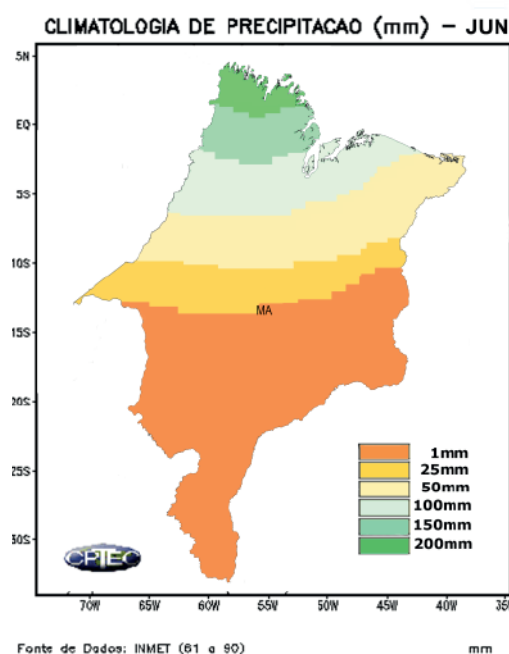 CLIMATOLOGIA DE PRECIPITACAO (mm) – JUN
5N
EQ
5S
10S
15S
20S
25S
30S
MA
1mm
25mm
50mm
100mm
150mm
200mm
CPTEC
70W 65W 60W 55W 50W 45W 40W 35W
Fonte de Dados: INMET (61 a 90) mm